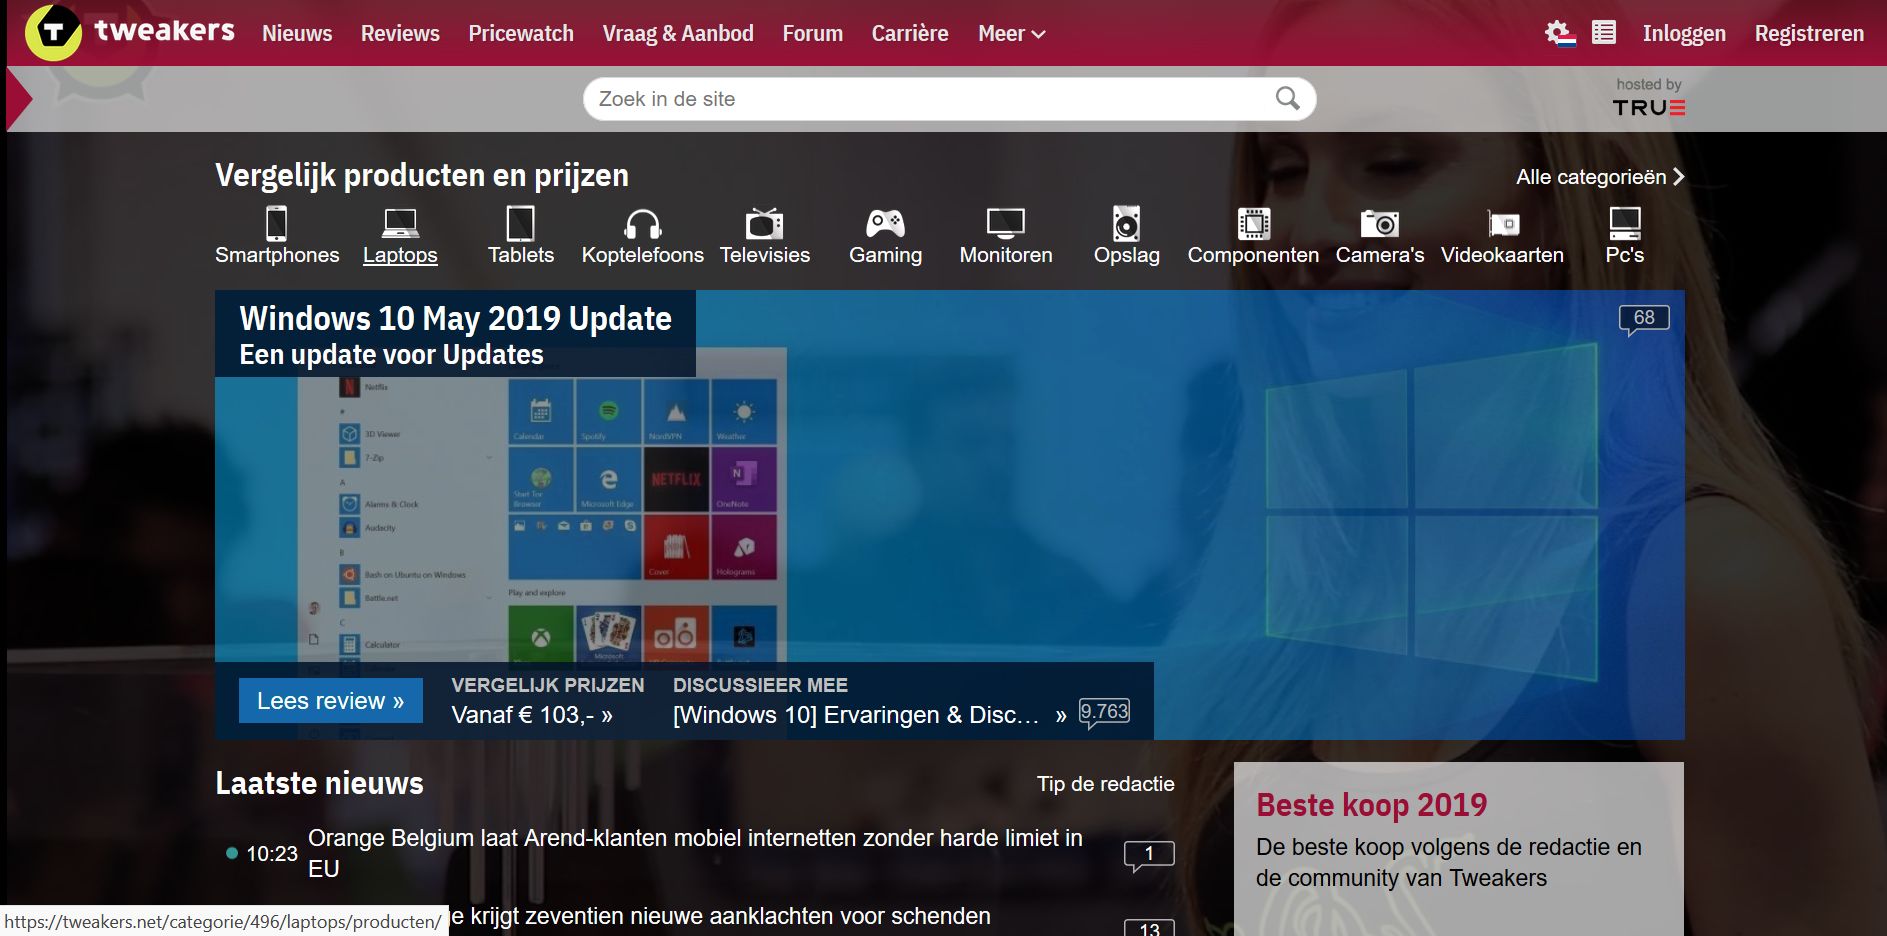 tweakers Nieuws Reviews Pricewatch Vraag & Aanbod Forum Carrière Meer Inloggen Registreren
Zoek in de site
hosted by
TRUE
Vergelijk producten en prijzen
Alle categorieën
Smartphones Laptops Tablets Koptelefoons Televisies Gaming Monitoren Opslag Componenten Camera's Videokaarten Pc's
Windows 10 May 2019 Update
Een update voor Updates
68
Netflix
#
3D Viewer
7-Zip
A
Alarms & Clock
Audacity
B
Bash on Ubuntu on Windows
Battle.net
C
Calculator
Calendar Spotify NordVPN Weather
Start Tor Browser
Microsoft Edge
NETFLIX
OneNote
Cover Holograms
Play and explore
Microsoft
Lees review »
VERGELIJK PRIJZEN
Vanaf € 103,- »
DISCUSSIEER MEE
[Windows 10] Ervaringen & Disc… » 9.763
Laatste nieuws
Tip de redactie
10:23 Orange Belgium laat Arend-klanten mobiel internetten zonder harde limiet in
EU
1
krijgt zeventien nieuwe aanklachten voor schenden
13
Beste koop 2019
De beste koop volgens de redactie en
de community van Tweakers
https://tweakers.net/categorie/496/laptops/producten/